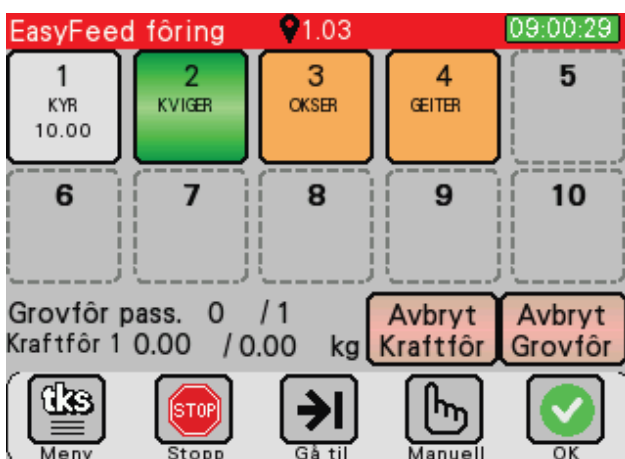 EasyFeed fôring 1.03 09:00:29
1 2 3 4 5
KYR KVIGER OKSER GEITER
10.00
6 7 8 9 10
Grovfôr pass. 0 / 1
Kraftfôr 1 0.00 / 0.00 kg
Avbryt Kraftfôr
Avbryt Grovfôr
tks STOP
Meny Stopp Gå til Manuell OK